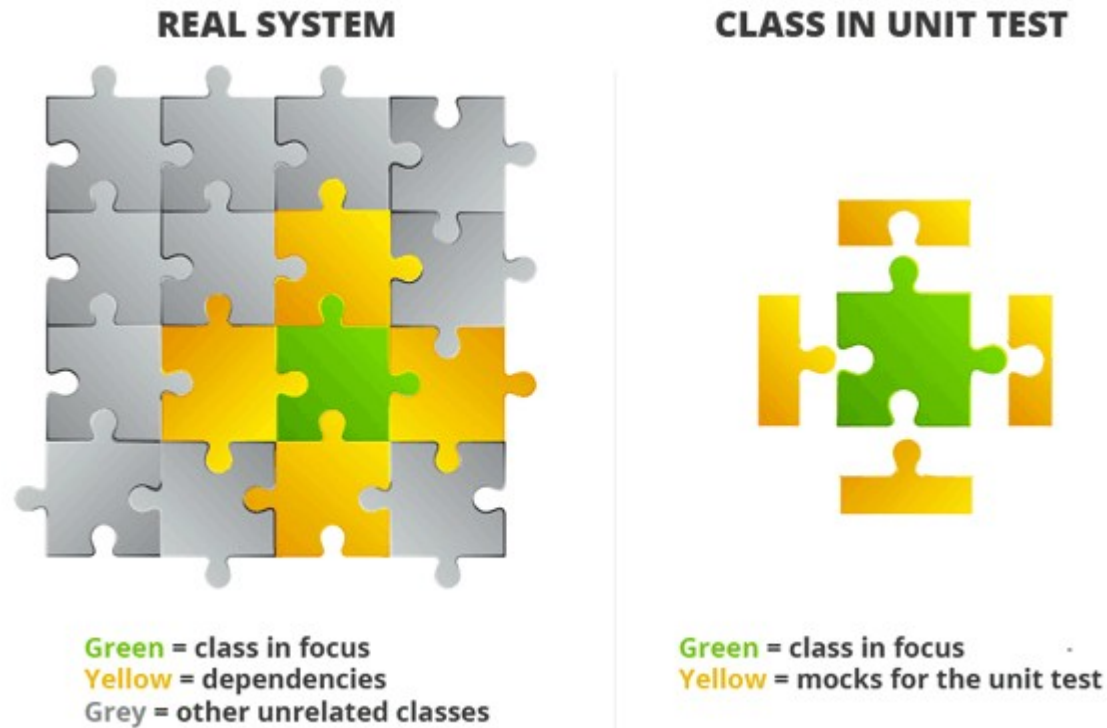 REAL SYSTEM
Green = class in focus
Yellow = dependencies
Grey = other unrelated classes
CLASS IN UNIT TEST
Green = class in focus
Yellow = mocks for the unit test